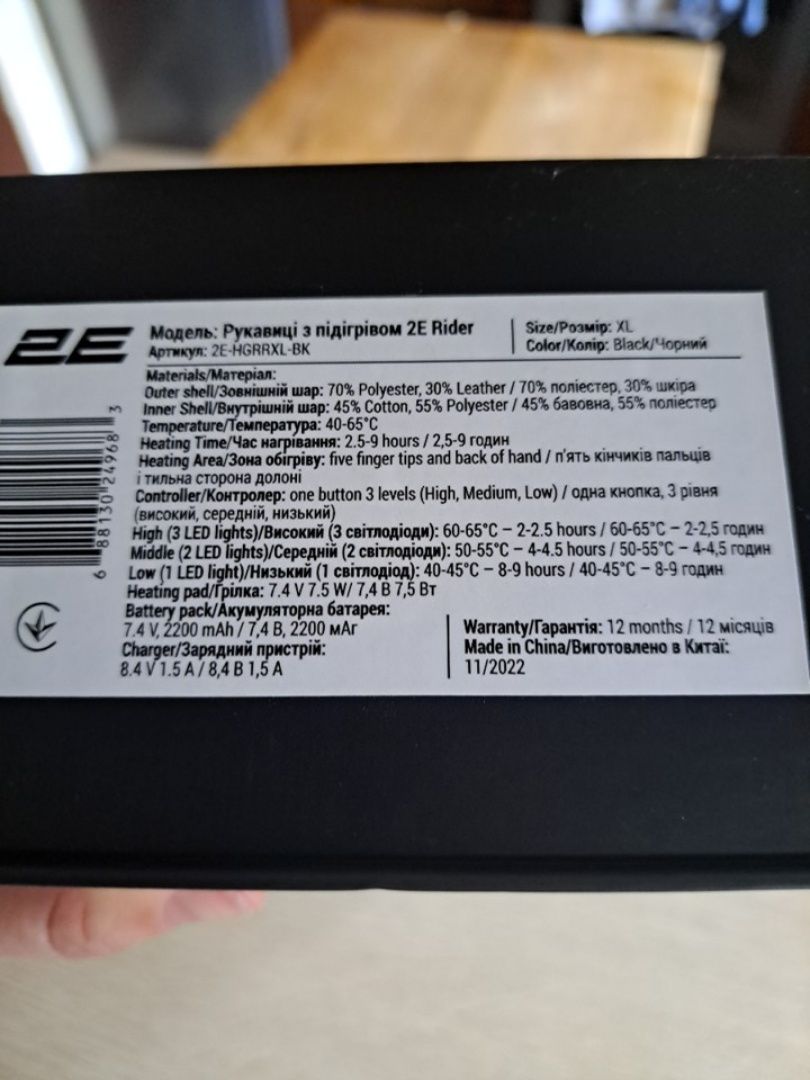 2E
Модель: Рукавиці з підігрівом 2E Rider
Артикул: 2E-HGRRXL-BK
Size/Розмір: XL
Color/Колір: Black/Чорний
Materials/Матеріал:
Outer shell/Зовнішній шар: 70% Polyester, 30% Leather / 70% поліестер, 30% шкіра
Inner Shell/Внутрішній шар: 45% Cotton, 55% Polyester / 45% бавовна, 55% поліестер
Temperature/Температура: 40-65°C
Heating Time/Час нагрівання: 2.5-9 hours / 2,5-9 годин
Heating Area/Зона обігріву: five finger tips and back of hand / п'ять кінчиків пальців
і тильна сторона долоні
Controller/Контролер: one button 3 levels (High, Medium, Low) / одна кнопка, 3 рівня
(високий, середній, низький)
High (3 LED lights)/Високий (3 світлодіоди): 60-65°C – 2-2.5 hours / 60-65°C – 2-2,5 годин
Middle (2 LED lights)/Середній (2 світлодіоди): 50-55°C – 4-4.5 hours / 50-55°C – 4-4,5 годин
Low (1 LED light)/Низький (1 світлодіод): 40-45°C – 8-9 hours / 40-45°C – 8-9 годин
Heating pad/Грілка: 7.4 V 7.5 W/ 7,4 В 7,5 Вт
Battery pack/Акумуляторна батарея:
7.4 V, 2200 mAh / 7,4 В, 2200 мАг
Charger/Зарядний пристрій:
8.4 V 1.5 A / 8,4 В 1,5 А
Warranty/Гарантія: 12 months / 12 місяців
Made in China/Виготовлено в Китаї:
11/2022
6 88130 24968 3